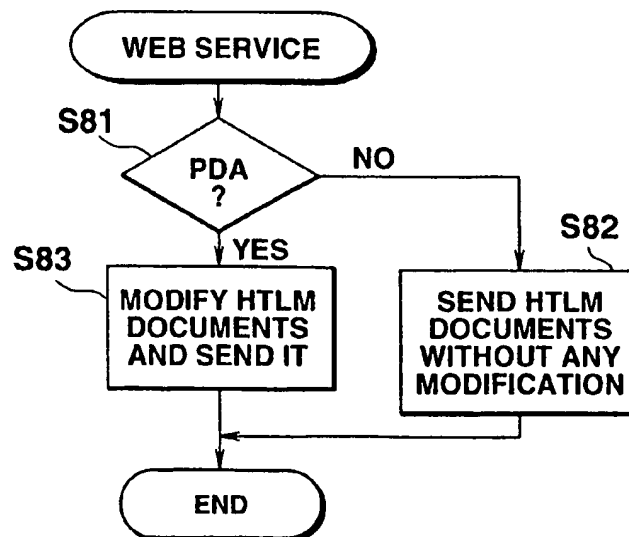 WEB SERVICE
S81
PDA
?
NO
YES
S83
MODIFY HTLM
DOCUMENTS
AND SEND IT
S82
SEND HTLM
DOCUMENTS
WITHOUT ANY
MODIFICATION
END